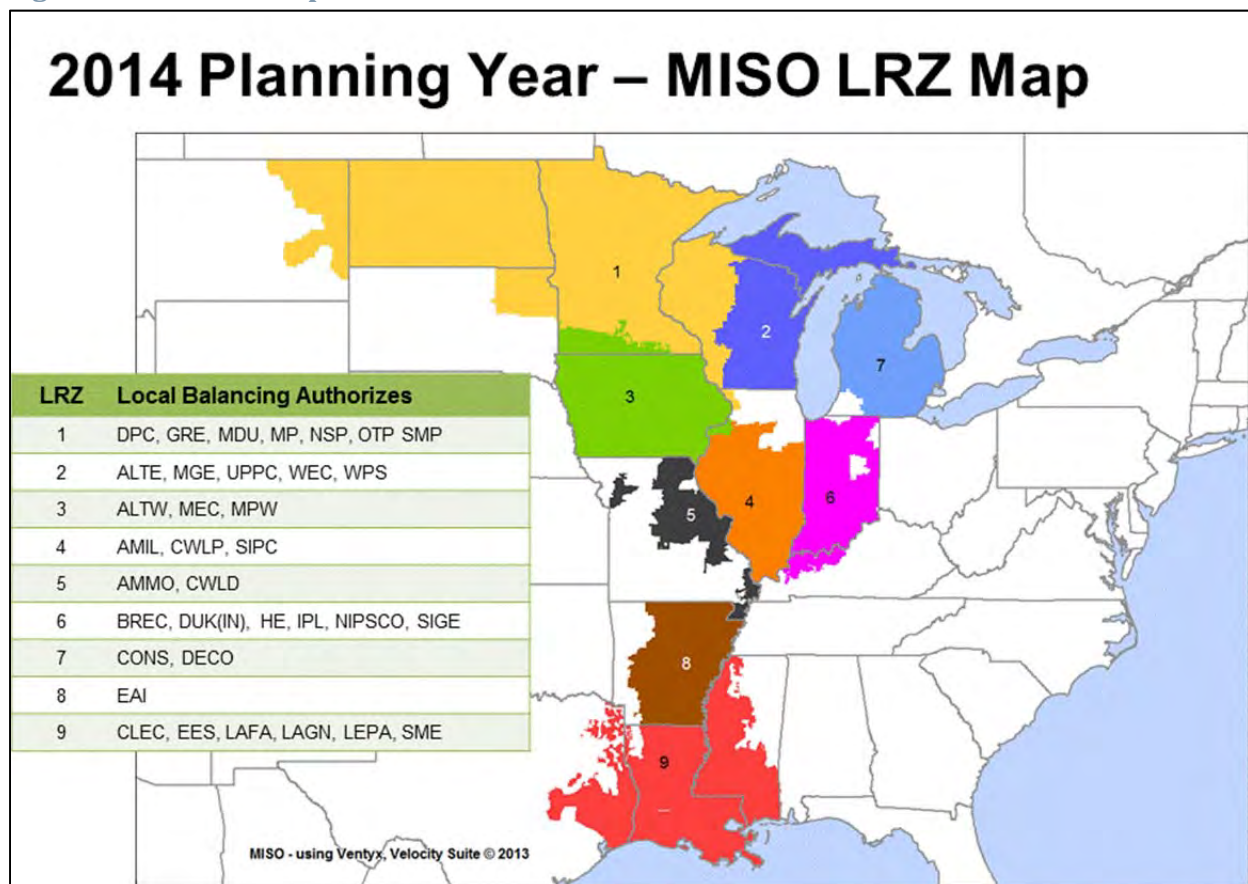 2014 Planning Year – MISO LRZ Map
1
2
7
3
4
6
5
8
9
LRZ Local Balancing Authorizes
1 DPC, GRE, MDU, MP, NSP, OTP SMP
2 ALTE, MGE, UPPC, WEC, WPS
3 ALTW, MEC, MPW
4 AMIL, CWLP, SIPC
5 AMMO, CWLD
6 BREC, DUK(IN), HE, IPL, NIPSCO, SIGE
7 CONS, DECO
8 EAI
9 CLEC, EES, LAFA, LAGN, LEPA, SME
MISO - using Ventyx, Velocity Suite © 2013